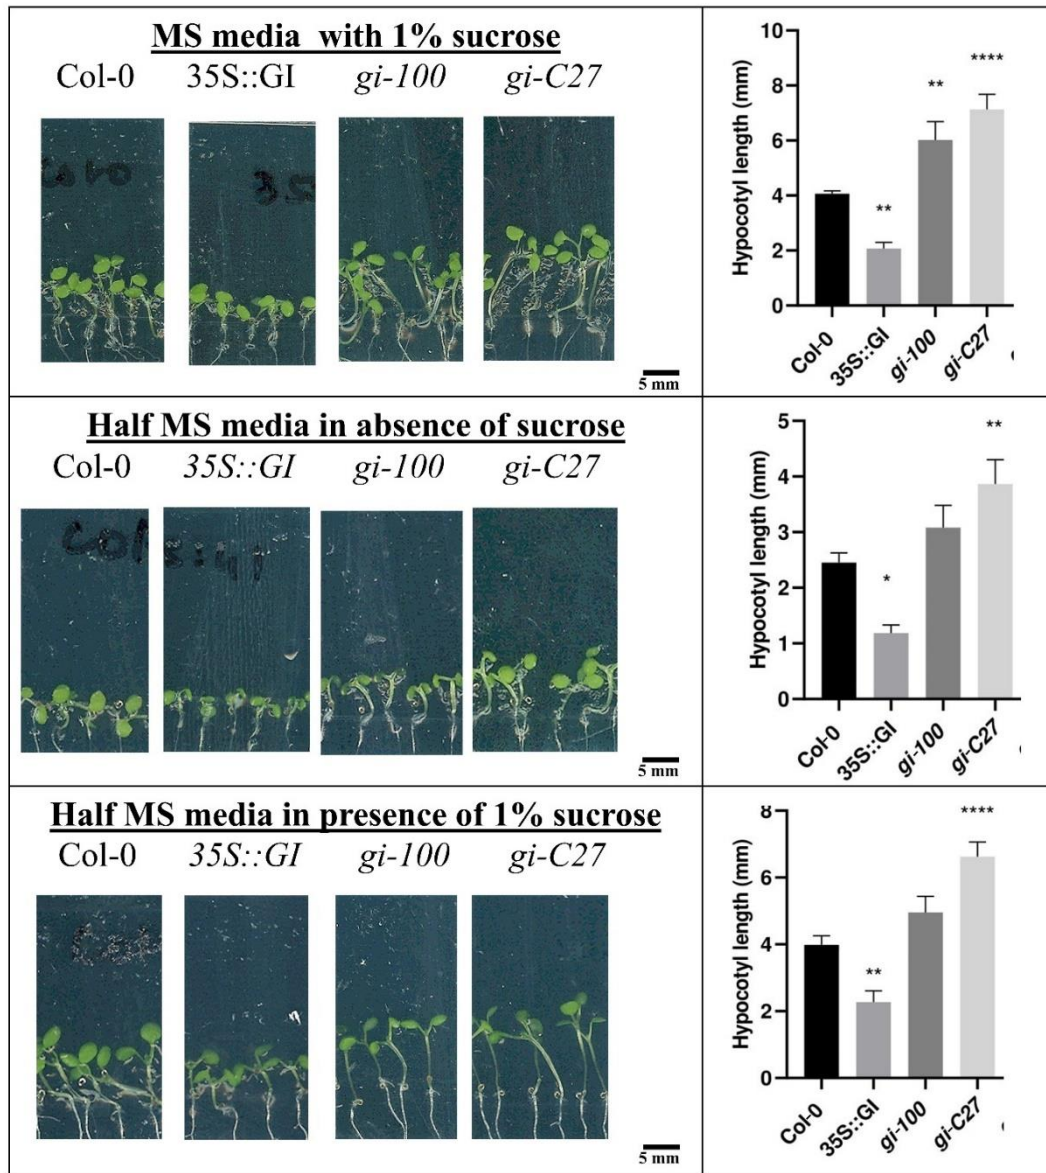 MS media with 1% sucrose
Col-0 35S::GI gi-100 gi-C27
5 mm
Hypocotyl length (mm)
10
8
6
4
2
0
** ** ****
Col-0 35S::GI gi-100 gi-C27
Half MS media in absence of sucrose
Col-0 35S::GI gi-100 gi-C27
5 mm
Hypocotyl length (mm)
5
4
3
2
1
0
* **
Col-0 35S::GI gi-100 gi-C27
Half MS media in presence of 1% sucrose
Col-0 35S::GI gi-100 gi-C27
5 mm
Hypocotyl length (mm)
8
6
4
2
0
** ****
Col-0 35S::GI gi-100 gi-C27